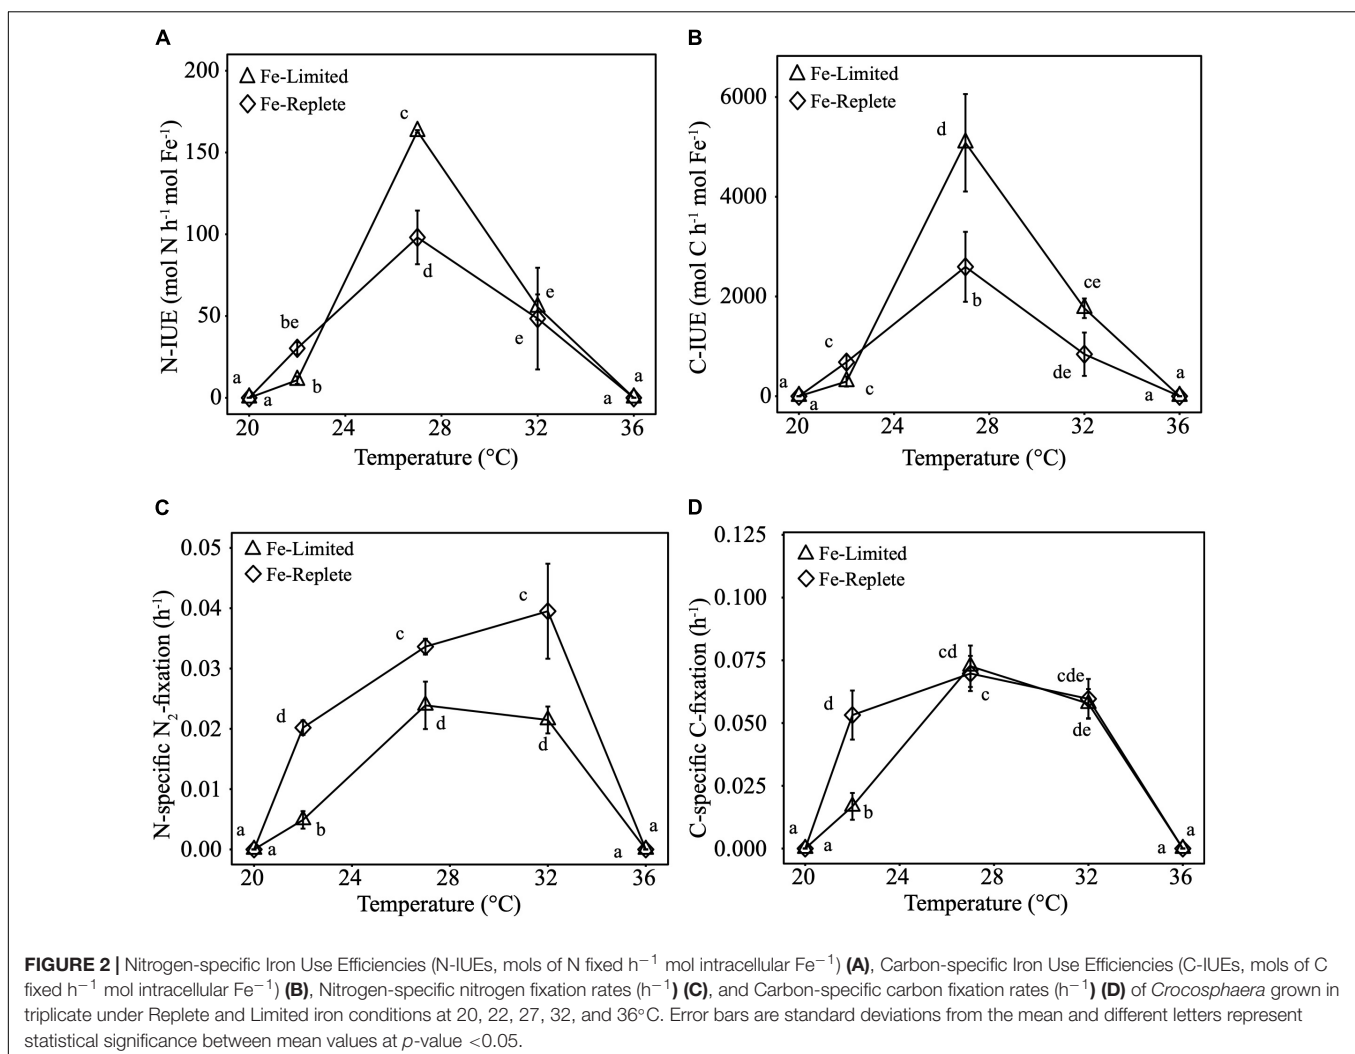 A
200
150
100
50
0
N-IUE (mol N h-1 mol Fe-1)
Fe-Limited
Fe-Replete
c
d
be
b
e
e
a
a
a
a
20 24 28 32 36
Temperature (°C)
B
6000
4000
2000
0
C-IUE (mol C h-1 mol Fe-1)
Fe-Limited
Fe-Replete
d
b
ce
de
c
c
a
a
a
a
20 24 28 32 36
Temperature (°C)
C
0.05
0.04
0.03
0.02
0.01
0.00
N-specific N2-fixation (h-1)
Fe-Limited
Fe-Replete
c
c
d
d
d
b
a
a
a
a
20 24 28 32 36
Temperature (°C)
D
0.125
0.100
0.075
0.050
0.025
0.000
C-specific C-fixation (h-1)
Fe-Limited
Fe-Replete
cd
c
cde
de
d
b
a
a
a
a
20 24 28 32 36
Temperature (°C)
FIGURE 2 | Nitrogen-specific Iron Use Efficiencies (N-IUEs, mols of N fixed h−1 mol intracellular Fe−1) (A), Carbon-specific Iron Use Efficiencies (C-IUEs, mols of C
fixed h−1 mol intracellular Fe−1) (B), Nitrogen-specific nitrogen fixation rates (h−1) (C), and Carbon-specific carbon fixation rates (h−1) (D) of Crocosphaera grown in
triplicate under Replete and Limited iron conditions at 20, 22, 27, 32, and 36°C. Error bars are standard deviations from the mean and different letters represent
statistical significance between mean values at p-value <0.05.